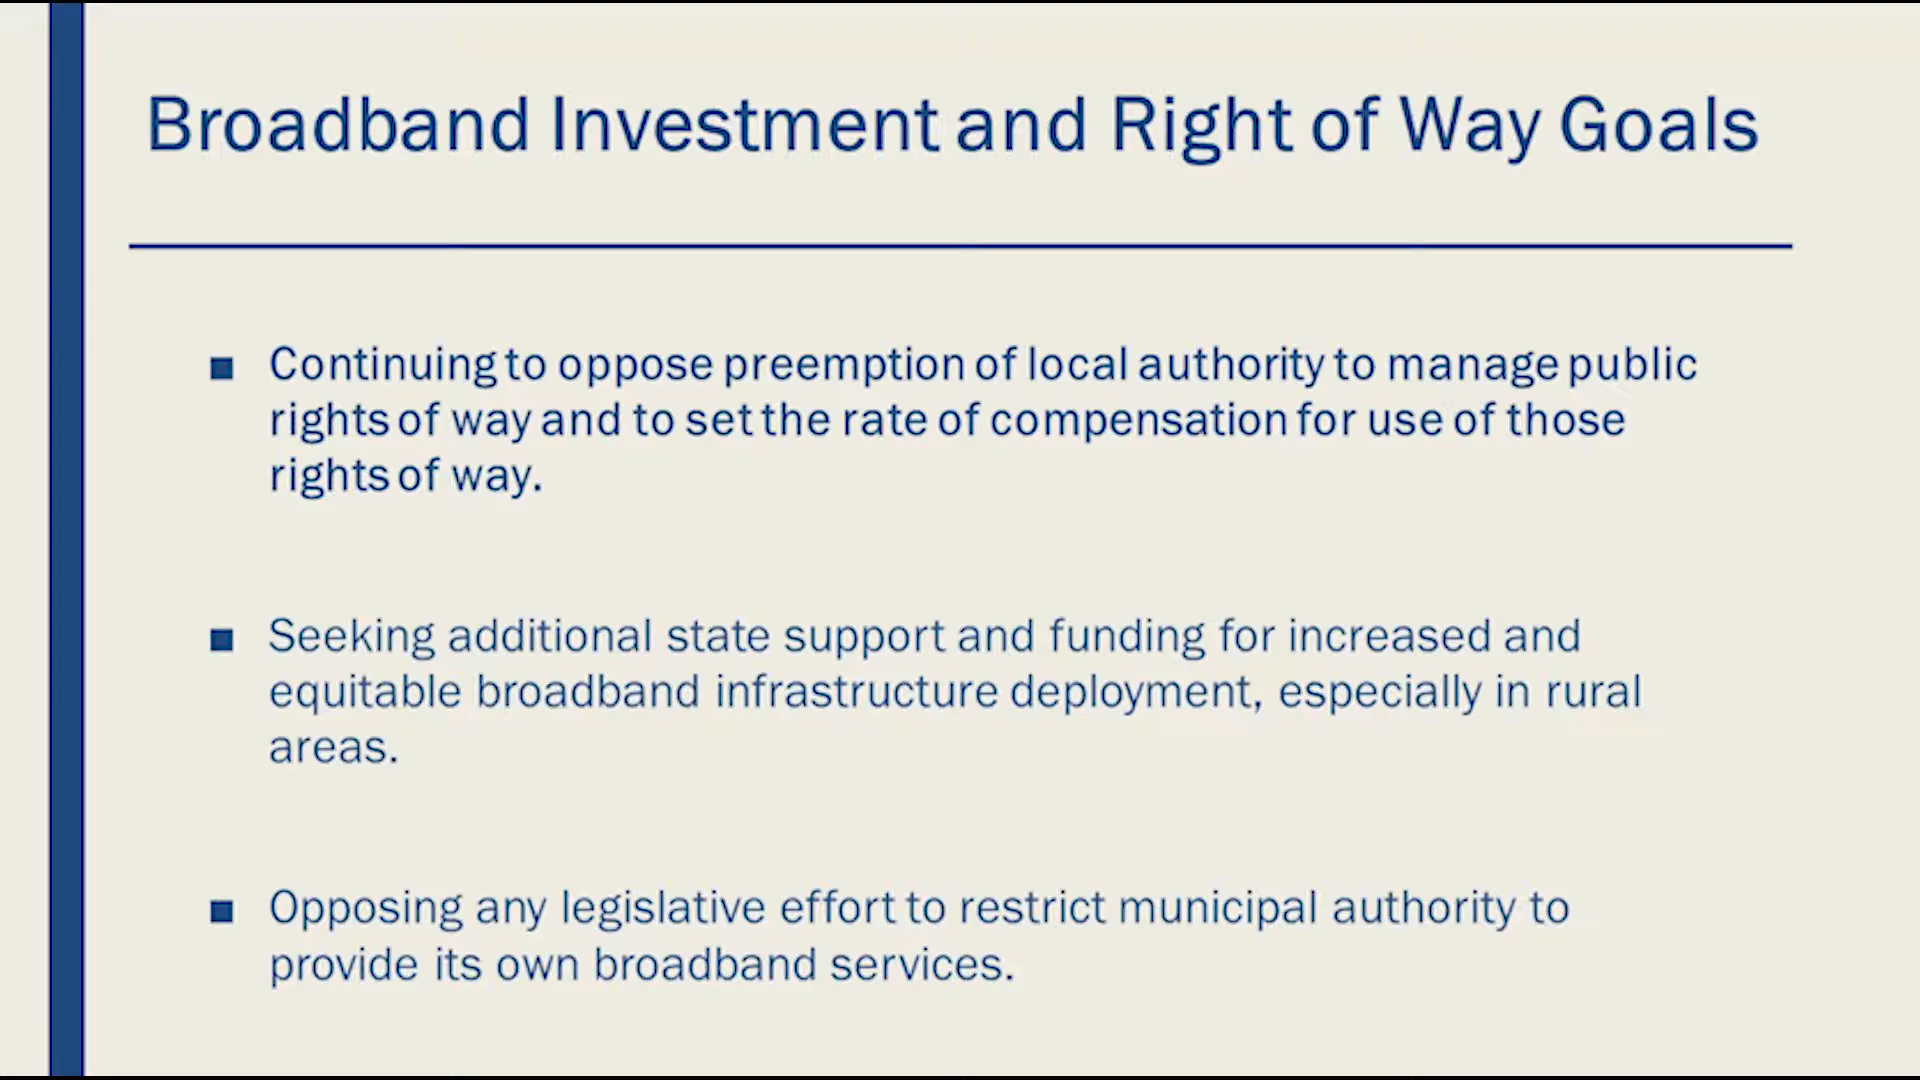 Broadband Investment and Right of Way Goals
■ Continuing to oppose preemption of local authority to manage public
rights of way and to set the rate of compensation for use of those
rights of way.
■ Seeking additional state support and funding for increased and
equitable broadband infrastructure deployment, especially in rural
areas.
■ Opposing any legislative effort to restrict municipal authority to
provide its own broadband services.